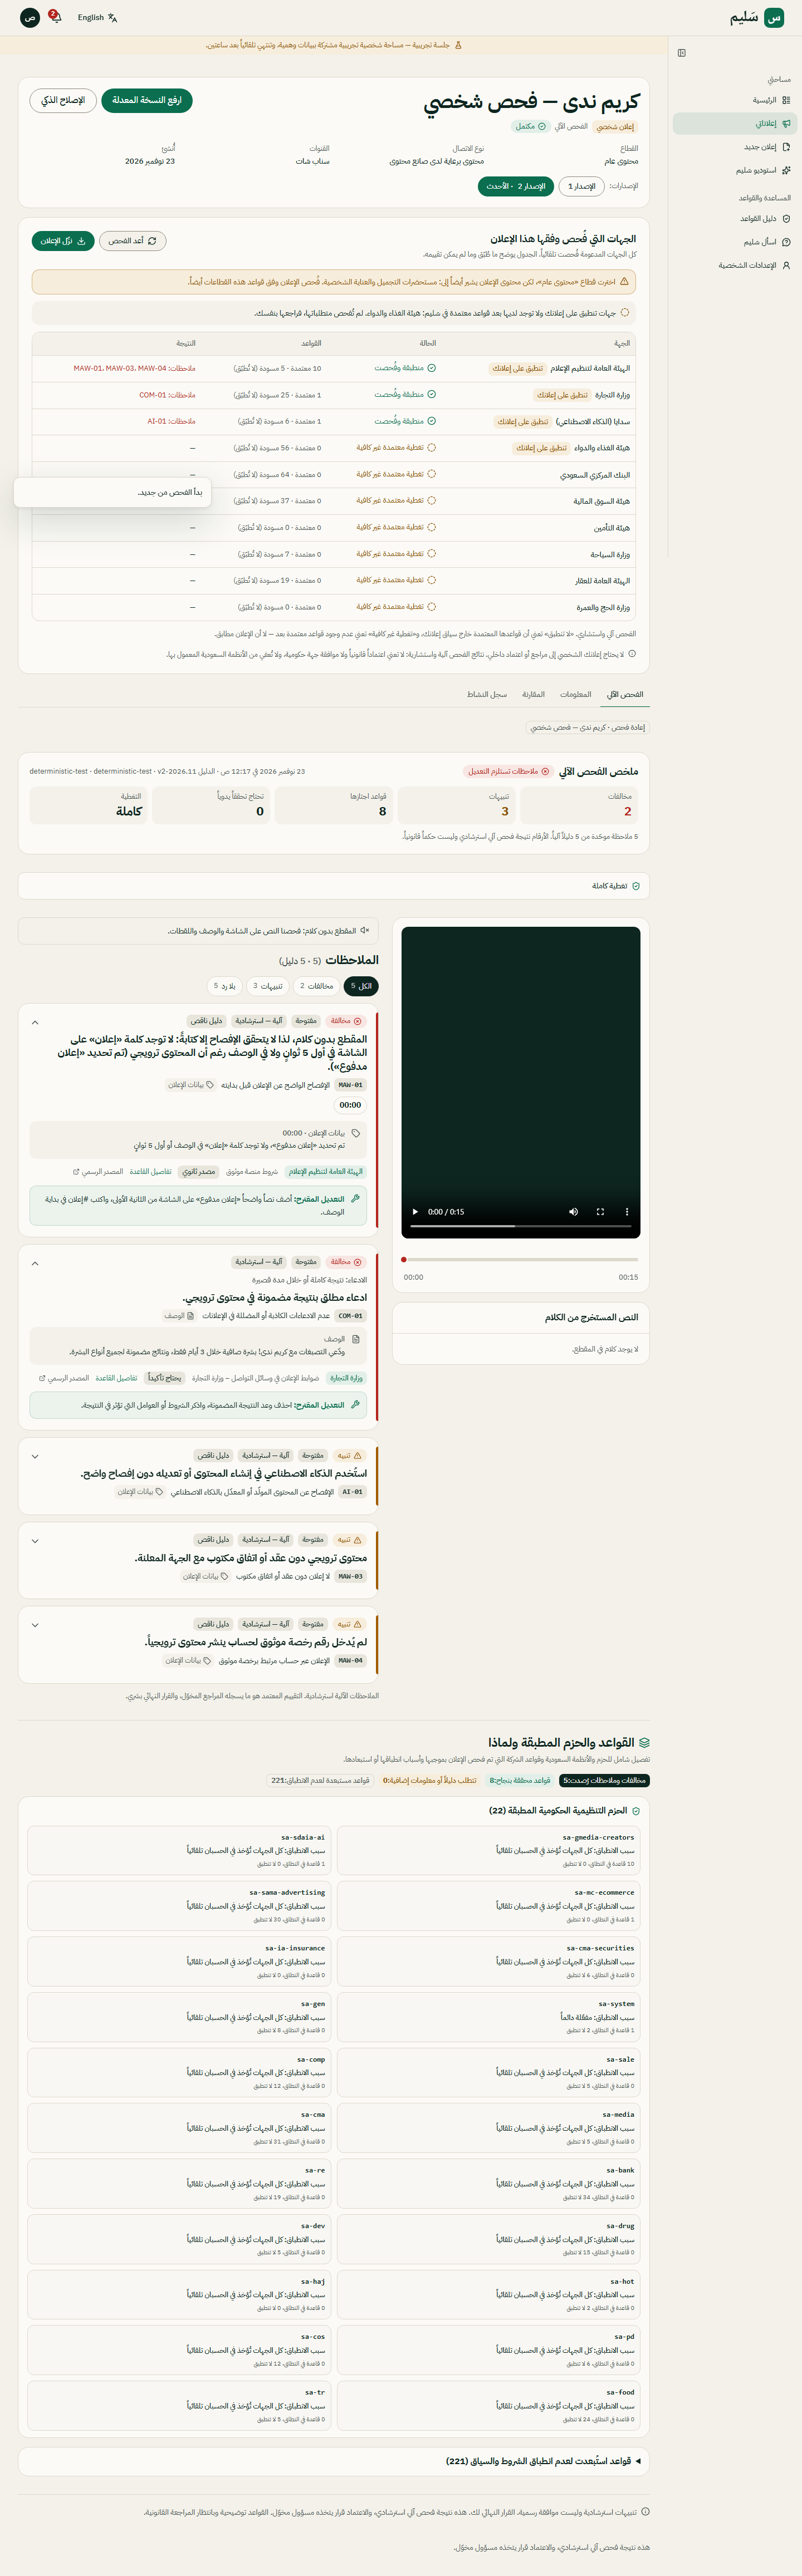 سَليم
س
English
2
ص
جلسة تجريبية — مساحة شخصية تجريبية مشتركة ببيانات وهمية، وتنتهي تلقائياً بعد ساعتين.
مساحتي
الرئيسية
إعلاناتي
إعلان جديد
استوديو سَليم
المساعدة والقواعد
دليل القواعد
اسأل سَليم
الإعدادات الشخصية
كريم ندى — فحص شخصي
ارفع النسخة المعدلة
الإصلاح الذكي
إعلان شخصي
الفحص الآلي
مكتمل
القطاع
محتوى عام
نوع الاتصال
محتوى برعاية لدى صانع محتوى
القنوات
سناب شات
أُنشئ
23 نوفمبر 2026
الإصدارات:
الإصدار 1
الإصدار 2 · الأحدث
الجهات التي فُحص وفقها هذا الإعلان
كل الجهات المدعومة فُحصت تلقائياً. الجدول يوضح ما طُبّق وما لم يمكن تقييمه.
أعد الفحص
نزّل الإعلان
اخترت قطاع «محتوى عام»، لكن محتوى الإعلان يشير أيضاً إلى: مستحضرات التجميل والعناية الشخصية. فُحص الإعلان وفق قواعد هذه القطاعات أيضاً.
جهات تنطبق على إعلانك ولا توجد لديها بعد قواعد معتمدة في سَليم: هيئة الغذاء والدواء. لم تُفحص متطلباتها، فراجعها بنفسك.
الجهة	الحالة	القواعد	النتيجة
الهيئة العامة لتنظيم الإعلام	تنطبق على إعلانك	منطبقة وفُحصت	10 معتمدة · 5 مسودة (لا تُطبّق)	ملاحظات: MAW-01، MAW-03، MAW-04
وزارة التجارة	تنطبق على إعلانك	منطبقة وفُحصت	1 معتمدة · 25 مسودة (لا تُطبّق)	ملاحظات: COM-01
سدايا (الذكاء الاصطناعي)	تنطبق على إعلانك	منطبقة وفُحصت	1 معتمدة · 6 مسودة (لا تُطبّق)	ملاحظات: AI-01
هيئة الغذاء والدواء	تنطبق على إعلانك	تغطية معتمدة غير كافية	0 معتمدة · 56 مسودة (لا تُطبّق)	—
البنك المركزي السعودي	تغطية معتمدة غير كافية	0 معتمدة · 64 مسودة (لا تُطبّق)	—
هيئة السوق المالية	تغطية معتمدة غير كافية	0 معتمدة · 37 مسودة (لا تُطبّق)
بدأ الفحص من جديد.
هيئة التأمين	تغطية معتمدة غير كافية	0 معتمدة · 0 مسودة (لا تُطبّق)	—
وزارة السياحة	تغطية معتمدة غير كافية	0 معتمدة · 7 مسودة (لا تُطبّق)	—
الهيئة العامة للعقار	تغطية معتمدة غير كافية	0 معتمدة · 19 مسودة (لا تُطبّق)	—
وزارة الحج والعمرة	تغطية معتمدة غير كافية	0 معتمدة · 0 مسودة (لا تُطبّق)	—
الفحص آلي واستشاري. «لا تنطبق» تعني أن قواعدها المعتمدة خارج سياق إعلانك، و«تغطية غير كافية» تعني عدم وجود قواعد معتمدة بعد — لا أن الإعلان مطابق.
لا يحتاج إعلانك الشخصي إلى مراجع أو اعتماد داخلي. نتائج الفحص آلية واستشارية: لا تعني اعتماداً قانونياً ولا موافقة جهة حكومية، ولا تُعفي من الأنظمة السعودية المعمول بها.
الفحص الآلي
المعلومات
المقارنة
سجل النشاط
إعادة فحص · كريم ندى — فحص شخصي
ملخص الفحص الآلي
ملاحظات تستلزم التعديل
23 نوفمبر 2026 في 12:17 ص · الدليل deterministic-test · deterministic-test · v2-2026.11
مخالفات
2
تنبيهات
3
قواعد اجتازها
8
تحتاج تحققاً يدوياً
0
التغطية
كاملة
5 ملاحظة موحّدة من 5 دليلاً آلياً. الأرقام نتيجة فحص آلي استرشادي وليست حكماً قانونياً.
تغطية كاملة
0:00 / 0:15
00:00
00:15
النص المستخرج من الكلام
لا يوجد كلام في المقطع.
المقطع بدون كلام: فحصنا النص على الشاشة والوصف واللقطات.
الملاحظات (5 · 5 دليل)
الكل 5
مخالفات 2
تنبيهات 3
بلا رد 5
مخالفة
مفتوحة
آلية — استرشادية
دليل ناقص
المقطع بدون كلام، لذا لا يتحقق الإفصاح إلا كتابةً: لا توجد كلمة «إعلان» على
الشاشة في أول 5 ثوانٍ ولا في الوصف رغم أن المحتوى ترويجي (تم تحديد «إعلان
مدفوع»).
MAW-01
الإفصاح الواضح عن الإعلان قبل بدايته
بيانات الإعلان
00:00
بيانات الإعلان · 00:00
تم تحديد «إعلان مدفوع»، ولا توجد كلمة «إعلان» في الوصف أو أول 5 ثوانٍ
الهيئة العامة لتنظيم الإعلام
شروط منصة موثوق
مصدر ثانوي
تفاصيل القاعدة
المصدر الرسمي
التعديل المقترح: أضف نصاً واضحاً «إعلان مدفوع» على الشاشة من الثانية الأولى، واكتب #إعلان في بداية
الوصف.
مخالفة
مفتوحة
آلية — استرشادية
الادعاء: نتيجة كاملة أو خلال مدة قصيرة
ادعاء مطلق بنتيجة مضمونة في محتوى ترويجي.
COM-01
عدم الادعاءات الكاذبة أو المضللة في الإعلانات
الوصف
الوصف
ودّعي التصبغات مع كريم ندى! بشرة صافية خلال 3 أيام فقط، ونتائج مضمونة لجميع أنواع البشرة.
وزارة التجارة
ضوابط الإعلان في وسائل التواصل – وزارة التجارة
يحتاج تأكيداً
تفاصيل القاعدة
المصدر الرسمي
التعديل المقترح: احذف وعد النتيجة المضمونة، واذكر الشروط أو العوامل التي تؤثر في النتيجة.
تنبيه
مفتوحة
آلية — استرشادية
دليل ناقص
استُخدم الذكاء الاصطناعي في إنشاء المحتوى أو تعديله دون إفصاح واضح.
AI-01
الإفصاح عن المحتوى المولّد أو المعدّل بالذكاء الاصطناعي
بيانات الإعلان
تنبيه
مفتوحة
آلية — استرشادية
دليل ناقص
محتوى ترويجي دون عقد أو اتفاق مكتوب مع الجهة المعلنة.
MAW-03
لا إعلان دون عقد أو اتفاق مكتوب
بيانات الإعلان
تنبيه
مفتوحة
آلية — استرشادية
دليل ناقص
لم يُدخل رقم رخصة موثوق لحساب ينشر محتوى ترويجياً.
MAW-04
الإعلان عبر حساب مرتبط برخصة موثوق
بيانات الإعلان
الملاحظات الآلية استرشادية. التقييم المعتمد هو ما يسجله المراجع المخوّل، والقرار النهائي بشري.
القواعد والحزم المطبقة ولماذا
تفصيل شامل للحزم والأنظمة السعودية وقواعد الشركة التي تم فحص الإعلان بموجبها وأسباب انطباقها أو استبعادها.
مخالفات وملاحظات رُصدت:5
قواعد محققة بنجاح:8
تتطلب دليلاً أو معلومات إضافية:0
قواعد مستبعدة لعدم الانطباق:221
الحزم التنظيمية الحكومية المطبقة (22)
sa-gmedia-creators
سبب الانطباق: كل الجهات تُؤخذ في الحسبان تلقائياً
10 قاعدة في النطاق، 0 لا تنطبق
sa-sdaia-ai
سبب الانطباق: كل الجهات تُؤخذ في الحسبان تلقائياً
1 قاعدة في النطاق، 0 لا تنطبق
sa-mc-ecommerce
سبب الانطباق: كل الجهات تُؤخذ في الحسبان تلقائياً
1 قاعدة في النطاق، 0 لا تنطبق
sa-sama-advertising
سبب الانطباق: كل الجهات تُؤخذ في الحسبان تلقائياً
0 قاعدة في النطاق، 30 لا تنطبق
sa-cma-securities
سبب الانطباق: كل الجهات تُؤخذ في الحسبان تلقائياً
0 قاعدة في النطاق، 6 لا تنطبق
sa-ia-insurance
سبب الانطباق: كل الجهات تُؤخذ في الحسبان تلقائياً
0 قاعدة في النطاق، 0 لا تنطبق
sa-system
سبب الانطباق: مفعّلة دائماً
1 قاعدة في النطاق، 2 لا تنطبق
sa-gen
سبب الانطباق: كل الجهات تُؤخذ في الحسبان تلقائياً
0 قاعدة في النطاق، 8 لا تنطبق
sa-sale
سبب الانطباق: كل الجهات تُؤخذ في الحسبان تلقائياً
0 قاعدة في النطاق، 5 لا تنطبق
sa-comp
سبب الانطباق: كل الجهات تُؤخذ في الحسبان تلقائياً
0 قاعدة في النطاق، 12 لا تنطبق
sa-media
سبب الانطباق: كل الجهات تُؤخذ في الحسبان تلقائياً
0 قاعدة في النطاق، 5 لا تنطبق
sa-cma
سبب الانطباق: كل الجهات تُؤخذ في الحسبان تلقائياً
0 قاعدة في النطاق، 31 لا تنطبق
sa-bank
سبب الانطباق: كل الجهات تُؤخذ في الحسبان تلقائياً
0 قاعدة في النطاق، 34 لا تنطبق
sa-re
سبب الانطباق: كل الجهات تُؤخذ في الحسبان تلقائياً
0 قاعدة في النطاق، 19 لا تنطبق
sa-drug
سبب الانطباق: كل الجهات تُؤخذ في الحسبان تلقائياً
0 قاعدة في النطاق، 15 لا تنطبق
sa-dev
سبب الانطباق: كل الجهات تُؤخذ في الحسبان تلقائياً
0 قاعدة في النطاق، 5 لا تنطبق
sa-hot
سبب الانطباق: كل الجهات تُؤخذ في الحسبان تلقائياً
0 قاعدة في النطاق، 2 لا تنطبق
sa-haj
سبب الانطباق: كل الجهات تُؤخذ في الحسبان تلقائياً
0 قاعدة في النطاق، 0 لا تنطبق
sa-pd
سبب الانطباق: كل الجهات تُؤخذ في الحسبان تلقائياً
0 قاعدة في النطاق، 6 لا تنطبق
sa-cos
سبب الانطباق: كل الجهات تُؤخذ في الحسبان تلقائياً
0 قاعدة في النطاق، 12 لا تنطبق
sa-food
سبب الانطباق: كل الجهات تُؤخذ في الحسبان تلقائياً
0 قاعدة في النطاق، 24 لا تنطبق
sa-tr
سبب الانطباق: كل الجهات تُؤخذ في الحسبان تلقائياً
0 قاعدة في النطاق، 5 لا تنطبق
قواعد استُبعدت لعدم انطباق الشروط والسياق (221)
تنبيهات استرشادية وليست موافقة رسمية. القرار النهائي لك. هذه نتيجة فحص آلي استرشادي، والاعتماد قرار يتخذه مسؤول مخوّل. القواعد توضيحية وبانتظار المراجعة القانونية.
هذه نتيجة فحص آلي استرشادي، والاعتماد قرار يتخذه مسؤول مخوّل.